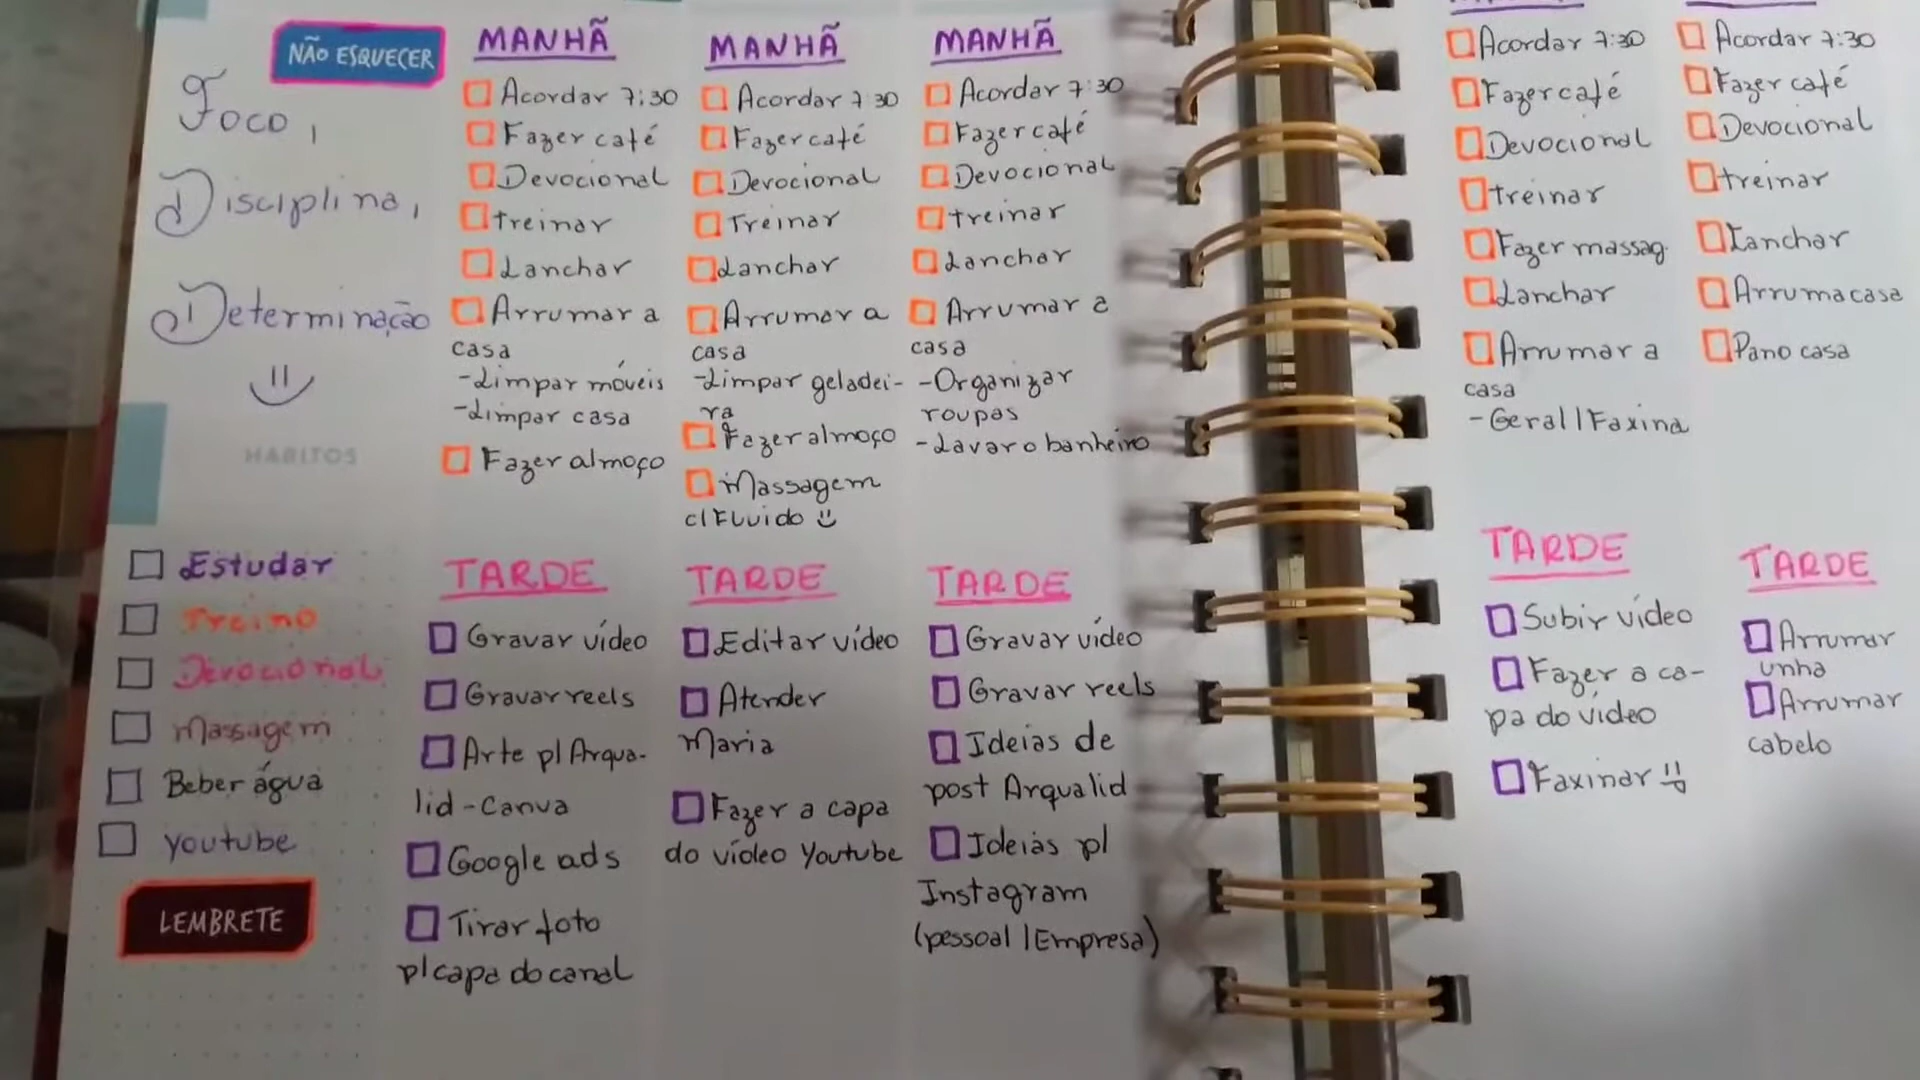 NÃO ESQUECER
Foco,
Disciplina,
Determinação
HABITOS
Estudar
Treino
Devocional
Massagem
Beber água
Youtube
LEMBRETE
MANHÃ
Acordar 7:30
Fazer café
Devocional
treinar
Lanchar
Arrumar a
casa
-Limpar móveis
-Limpar casa
Fazer almoço
TARDE
Gravar vídeo
Gravar reels
Arte p/ Arqua-
lid-Canva
Google ads
Tirar foto
p/ capa do canal
MANHÃ
Acordar 7 30
Fazer café
Devocional
Treinar
Lanchar
Arrumar a
casa
-Limpar geladei-
ra
Fazer almoço
Massagem
c/ Fluido
TARDE
Editar vídeo
Atender
Maria
Fazer a capa
do vídeo Youtube
MANHÃ
Acordar 7:30
Fazer café
Devocional
treinar
Lanchar
Arrumar a
casa
-Organizar
roupas
-Lavar o banheiro
TARDE
Gravar vídeo
Gravar reels
Ideias de
post Arqualid
Ideias p/
Instagram
(pessoal/Empresa)
Acordar 7:30
Fazer café
Devocional
treinar
Fazer massag.
Lanchar
Arrumar a
casa
-Geral/Faxina
TARDE
Subir vídeo
Fazer a ca-
pa do vídeo
Faxinar
Acordar 7:30
Fazer café
Devocional
treinar
Lanchar
Arruma casa
Pano casa
TARDE
Arrumar
unha
Arrumar
cabelo